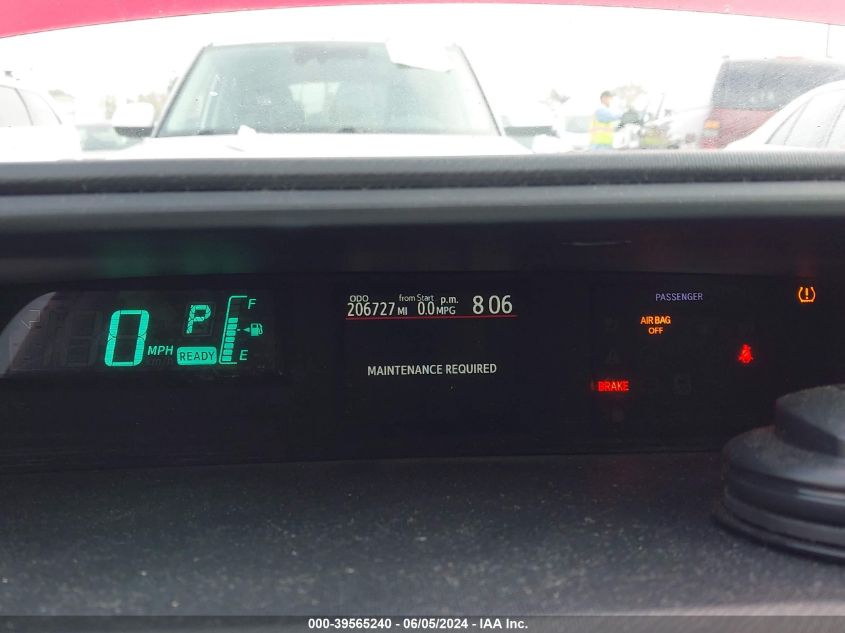 0 MPH
P
READY
F
E
ODO from Start p.m. 8:06
206727 MI 0.0 MPG
MAINTENANCE REQUIRED
PASSENGER
AIR BAG
OFF
BRAKE
000-39565240 - 06/05/2024 - IAA Inc.